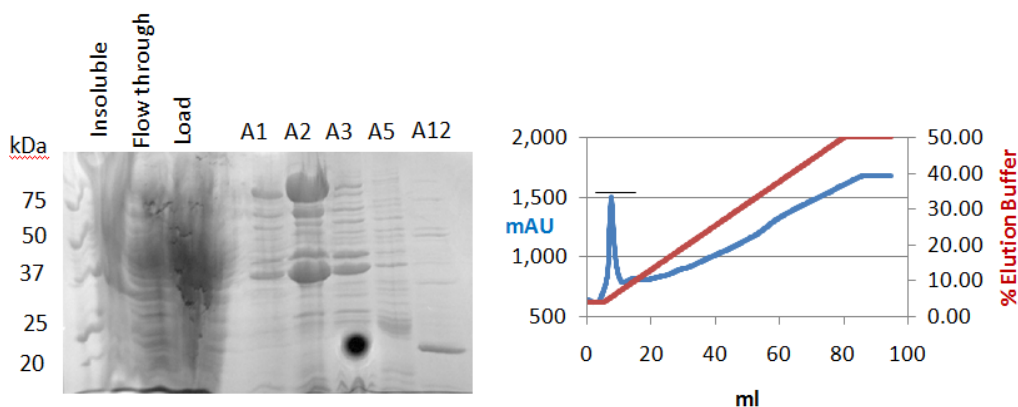 Insoluble
Flow through
Load
A1 A2 A3 A5 A12
kDa
75
50
37
25
20
2,000
1,500
mAU
1,000
500
50.00
40.00
30.00
20.00
10.00
0.00
% Elution Buffer
0 20 40 60 80 100
ml